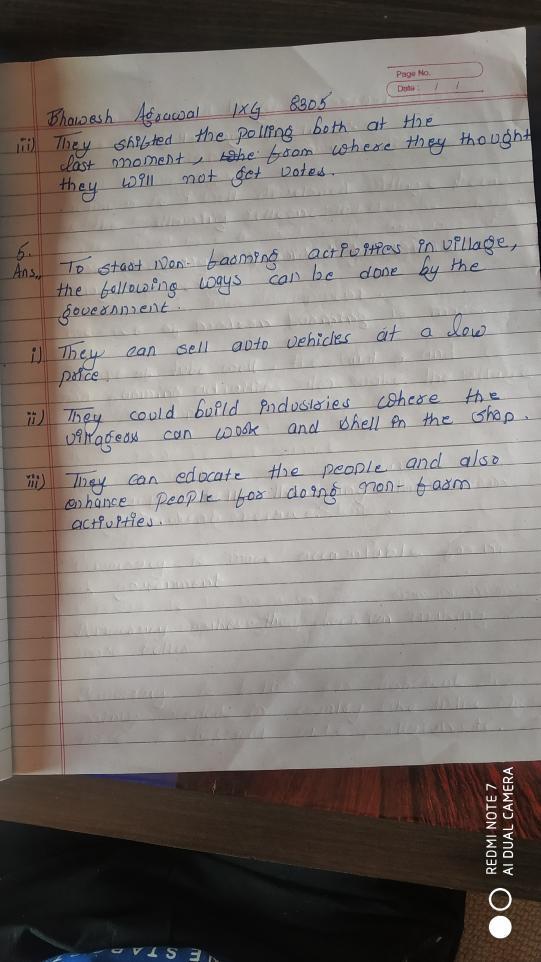 Page No.
Date : / /
Bhawesh Agrawal IXG 8305
iii) They shifted the polling both at the
last moment, from where they thought
they will not get votes.
5.
Ans., To start Non-farming activities in village,
the following ways can be done by the
government.
i) They can sell auto vehicles at a low
price.
ii) They could build industries where the
villagers can work and shell in the shop.
iii) They can educate the people and also
enhance people for doing non-farm
activities.
REDMI NOTE 7
AI DUAL CAMERA